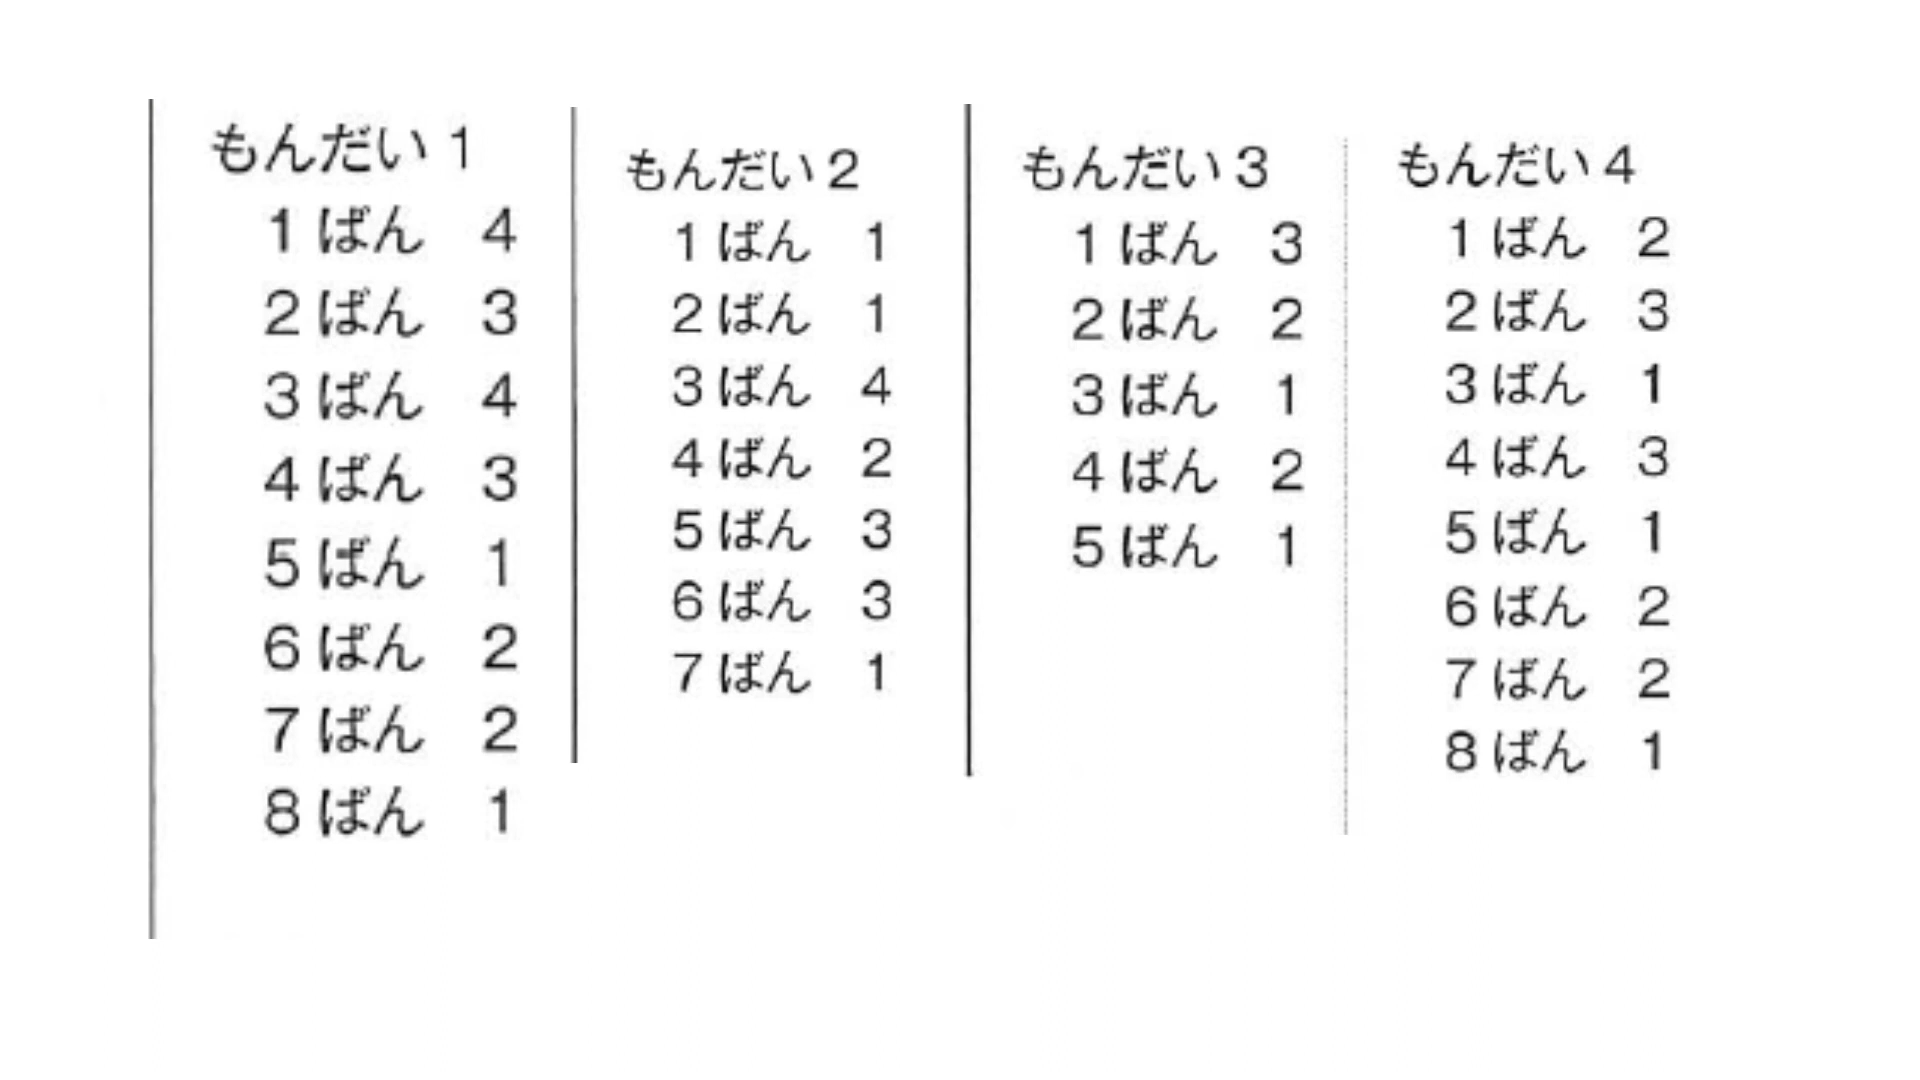 もんだい1
1ばん 4
2ばん 3
3ばん 4
4ばん 3
5ばん 1
6ばん 2
7ばん 2
8ばん 1
もんだい2
1ばん 1
2ばん 1
3ばん 4
4ばん 2
5ばん 3
6ばん 3
7ばん 1
もんだい3
1ばん 3
2ばん 2
3ばん 1
4ばん 2
5ばん 1
もんだい4
1ばん 2
2ばん 3
3ばん 1
4ばん 3
5ばん 1
6ばん 2
7ばん 2
8ばん 1